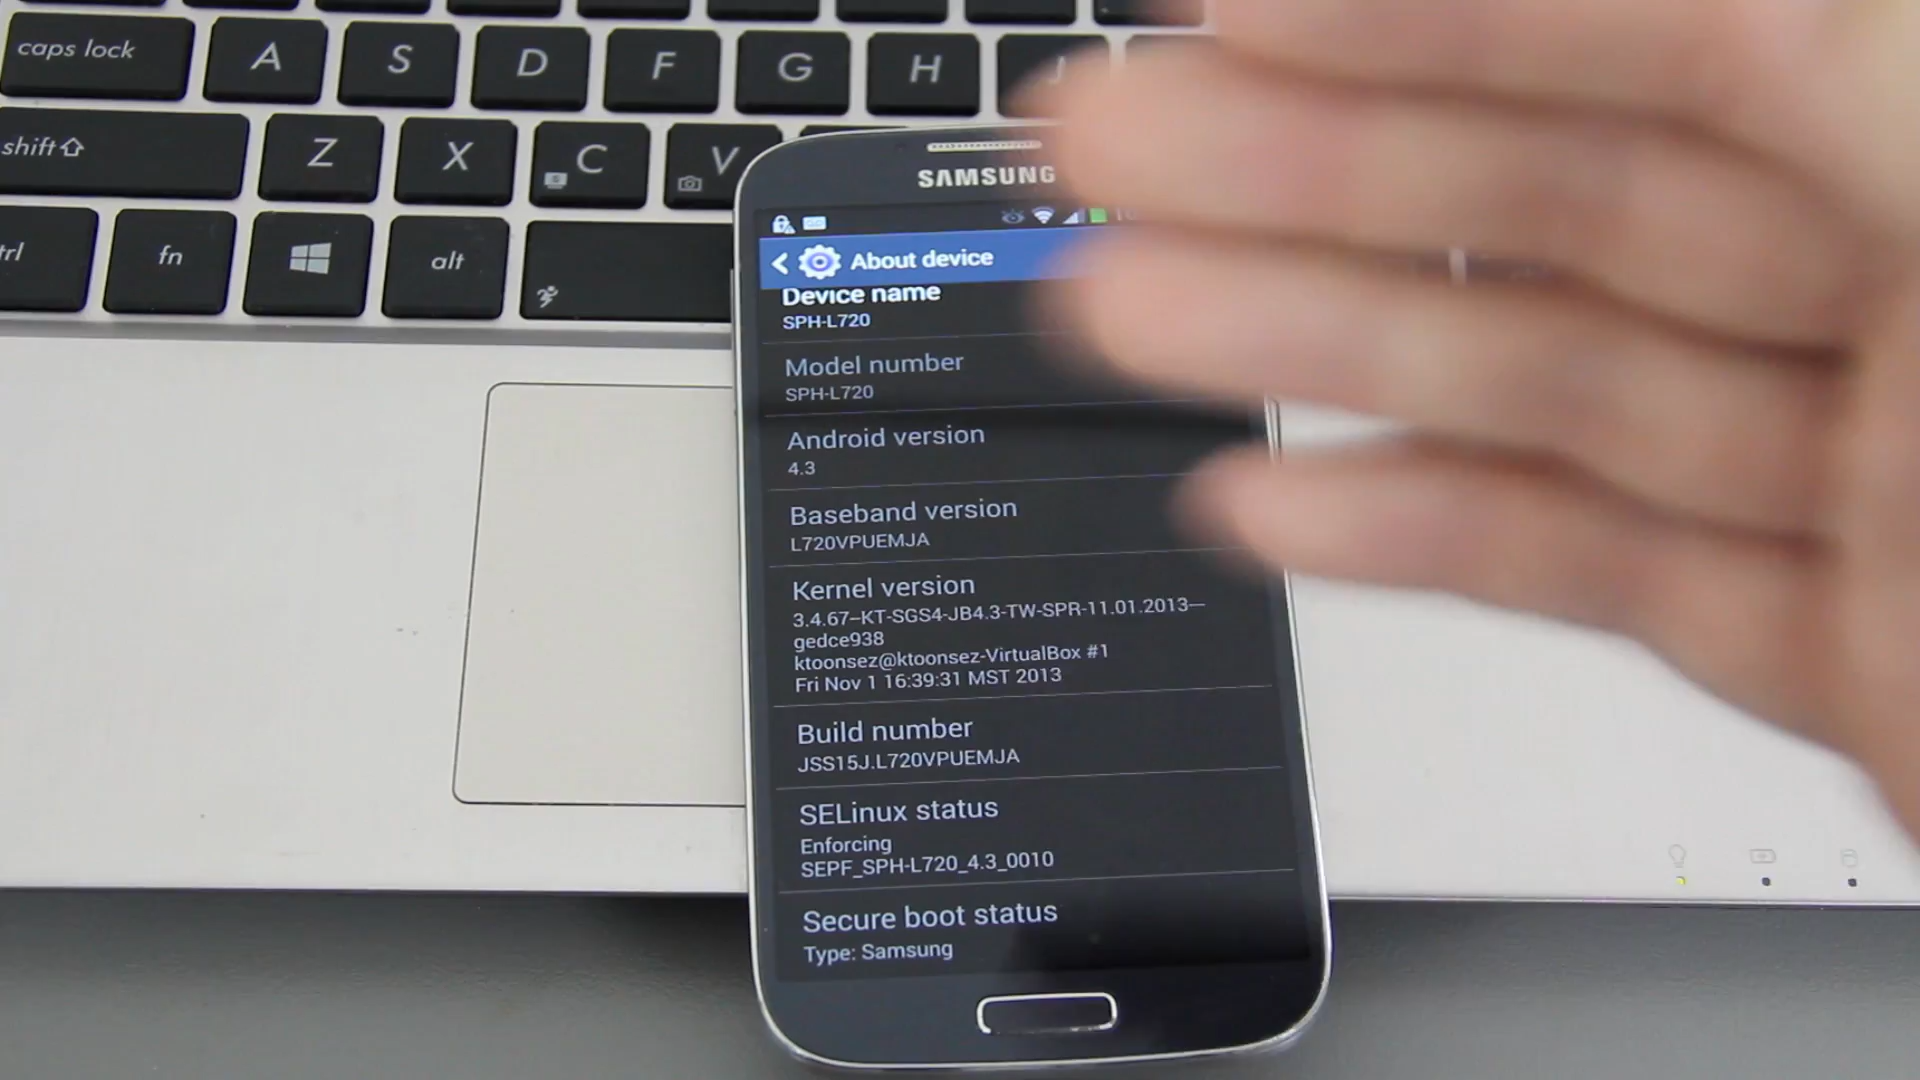 caps lock A S D F G H J
shift Z X C V
fn alt
SAMSUNG
About device
Device name
SPH-L720
Model number
SPH-L720
Android version
4.3
Baseband version
L720VPUEMJA
Kernel version
3.4.67-KT-SGS4-JB4.3-TW-SPR-11.01.2013-
gedce938
ktoonsez@ktoonsez-VirtualBox #1
Fri Nov 1 16:39:31 MST 2013
Build number
JSS15J.L720VPUEMJA
SELinux status
Enforcing
SEPF_SPH-L720_4.3_0010
Secure boot status
Type: Samsung